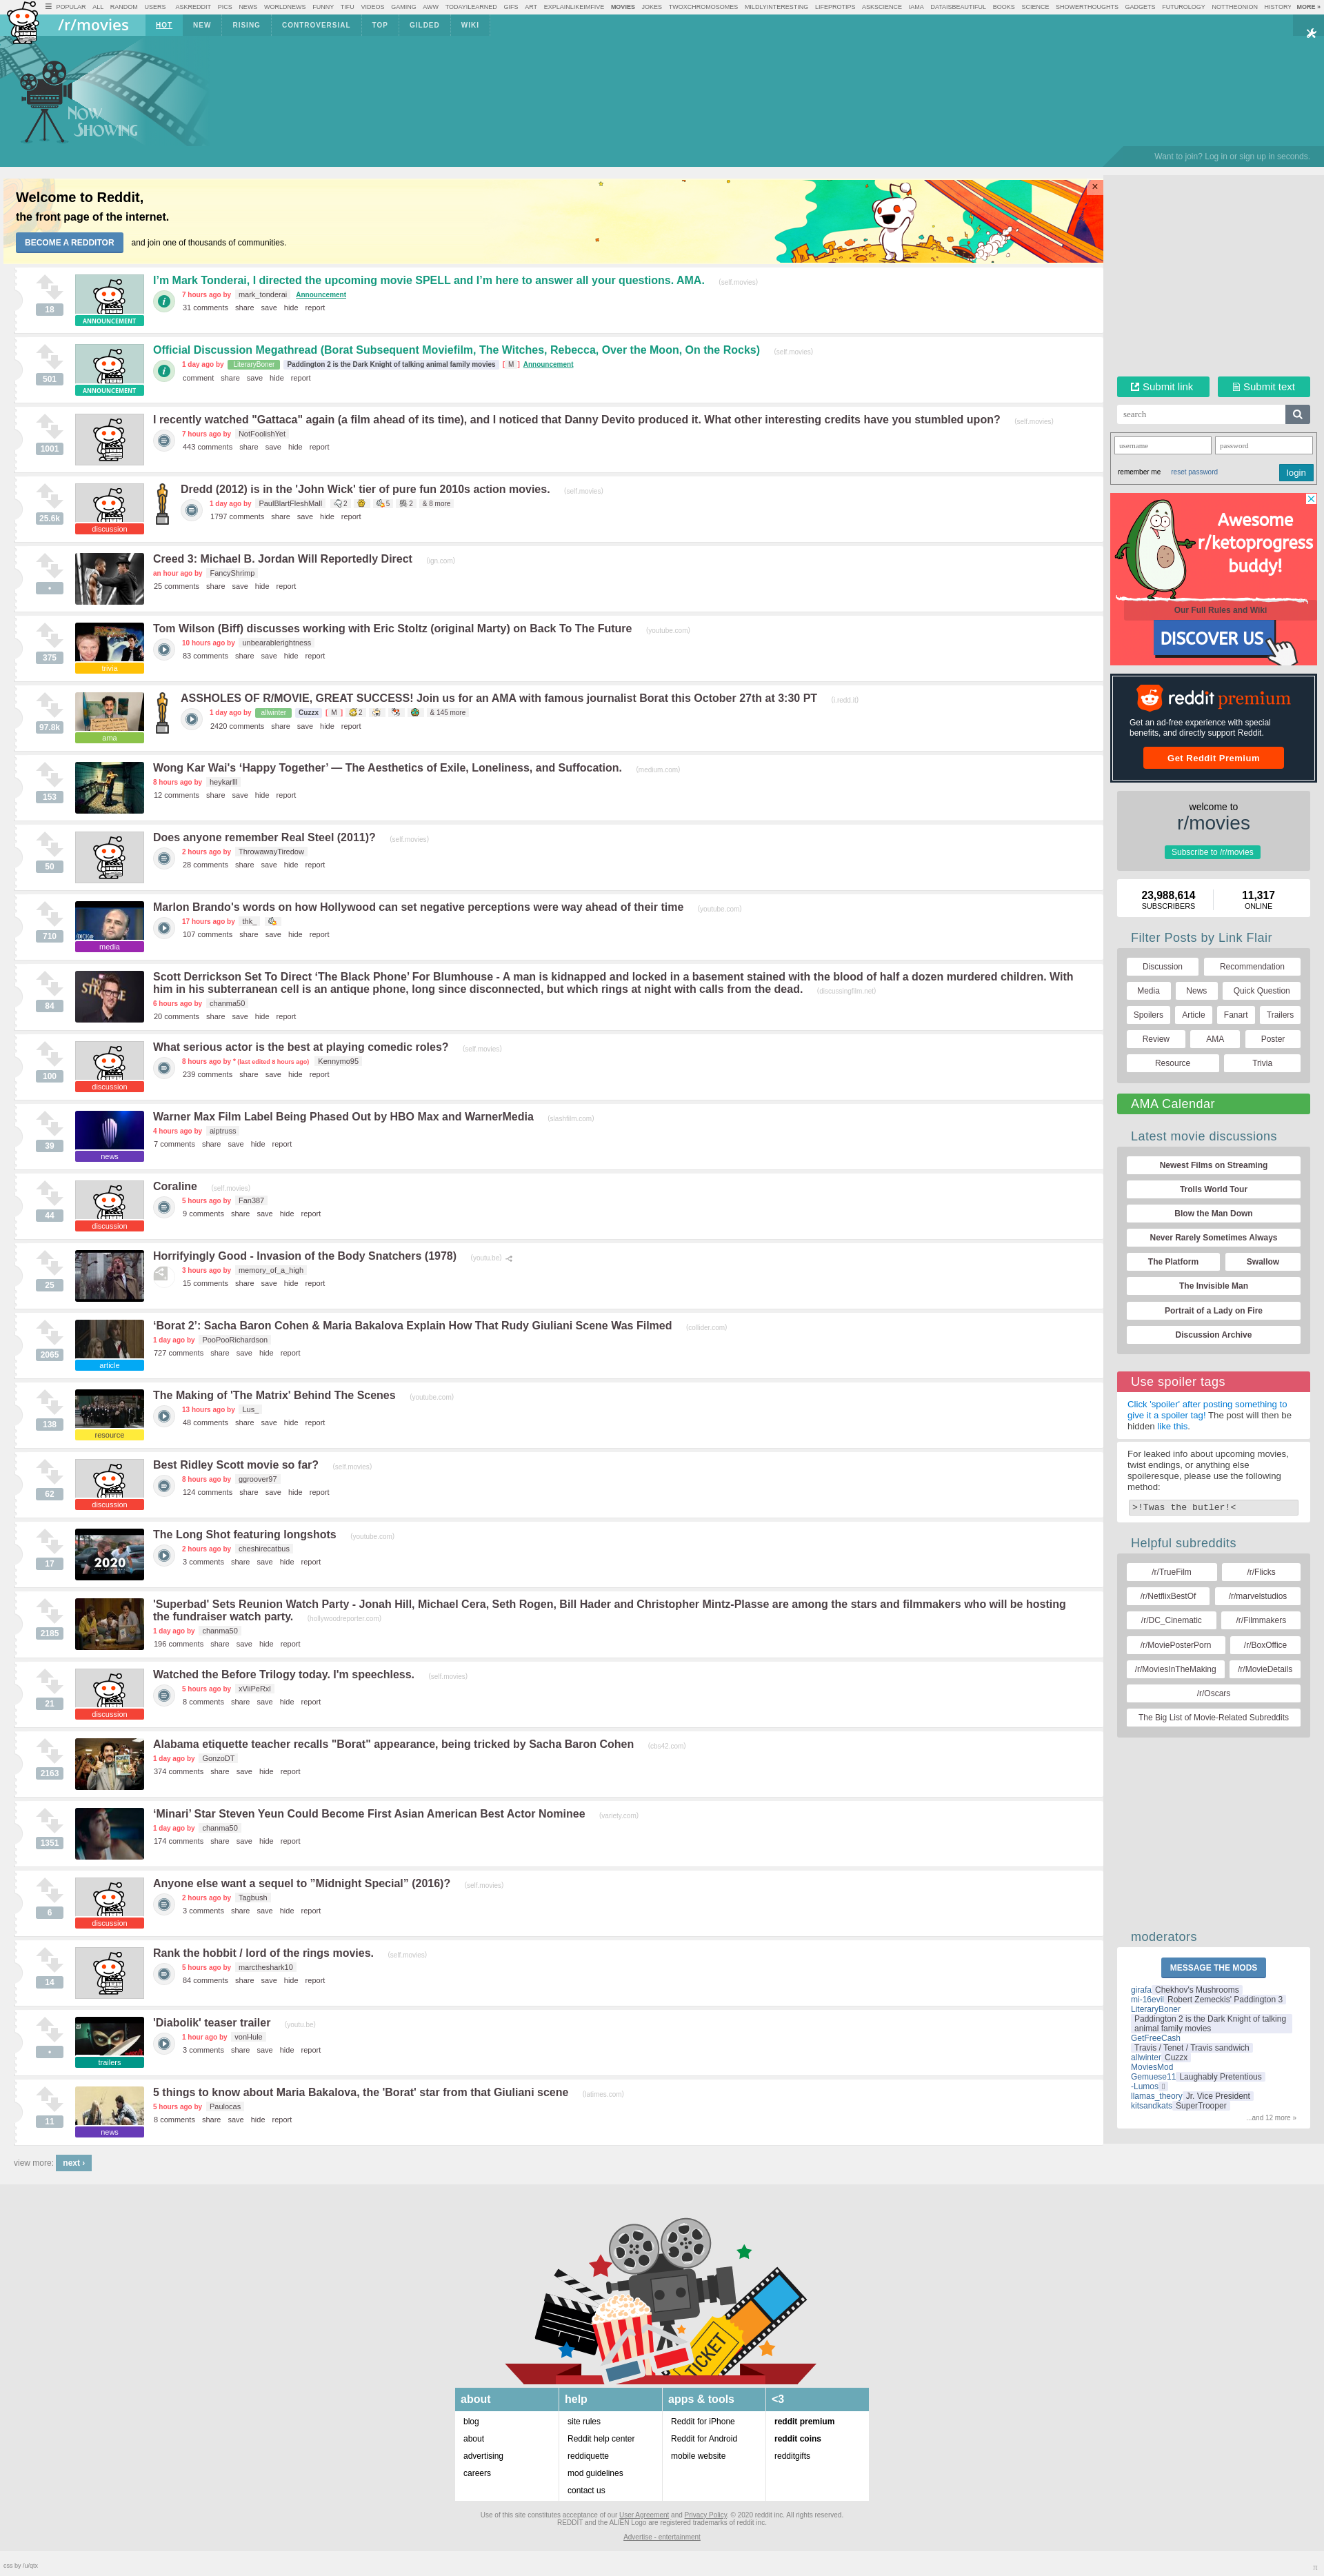 POPULAR ALL RANDOM USERS ASKREDDIT PICS NEWS WORLDNEWS FUNNY TIFU VIDEOS GAMING AWW TODAYILEARNED GIFS ART EXPLAINLIKEIMFIVE MOVIES JOKES TWOXCHROMOSOMES MILDLYINTERESTING LIFEPROTIPS ASKSCIENCE IAMA DATAISBEAUTIFUL BOOKS SCIENCE SHOWERTHOUGHTS GADGETS FUTUROLOGY NOTTHEONION HISTORY MORE »
/r/movies HOT NEW RISING CONTROVERSIAL TOP GILDED WIKI
NOW SHOWING
Want to join? Log in or sign up in seconds.
Welcome to Reddit,
the front page of the internet.
BECOME A REDDITOR and join one of thousands of communities.
I'm Mark Tonderai, I directed the upcoming movie SPELL and I'm here to answer all your questions. AMA. (self.movies)
7 hours ago by mark_tonderai Announcement
18
31 comments share save hide report
ANNOUNCEMENT
Official Discussion Megathread (Borat Subsequent Moviefilm, The Witches, Rebecca, Over the Moon, On the Rocks) (self.movies)
1 day ago by LiteraryBoner Paddington 2 is the Dark Knight of talking animal family movies [ M ] Announcement
501
comment share save hide report
ANNOUNCEMENT
I recently watched "Gattaca" again (a film ahead of its time), and I noticed that Danny Devito produced it. What other interesting credits have you stumbled upon? (self.movies)
7 hours ago by NotFoolishYet
1001
443 comments share save hide report
Dredd (2012) is in the 'John Wick' tier of pure fun 2010s action movies. (self.movies)
1 day ago by PaulBlartFleshMall 2 5 2 & 8 more
25.6k
1797 comments share save hide report
discussion
Creed 3: Michael B. Jordan Will Reportedly Direct (ign.com)
an hour ago by FancyShrimp
•
25 comments share save hide report
Tom Wilson (Biff) discusses working with Eric Stoltz (original Marty) on Back To The Future (youtube.com)
10 hours ago by unbearablerightness
375
83 comments share save hide report
trivia
ASSHOLES OF R/MOVIE, GREAT SUCCESS! Join us for an AMA with famous journalist Borat this October 27th at 3:30 PT (i.redd.it)
1 day ago by allwinter Cuzzx [ M ] 2 & 145 more
97.8k
2420 comments share save hide report
ama
Wong Kar Wai's ‘Happy Together’ — The Aesthetics of Exile, Loneliness, and Suffocation. (medium.com)
8 hours ago by heykarlll
153
12 comments share save hide report
Does anyone remember Real Steel (2011)? (self.movies)
2 hours ago by ThrowawayTiredow
50
28 comments share save hide report
Marlon Brando's words on how Hollywood can set negative perceptions were way ahead of their time (youtube.com)
17 hours ago by thk_
710
107 comments share save hide report
media
Scott Derrickson Set To Direct ‘The Black Phone’ For Blumhouse - A man is kidnapped and locked in a basement stained with the blood of half a dozen murdered children. With
him in his subterranean cell is an antique phone, long since disconnected, but which rings at night with calls from the dead. (discussingfilm.net)
84
6 hours ago by chanma50
20 comments share save hide report
What serious actor is the best at playing comedic roles? (self.movies)
8 hours ago by * (last edited 8 hours ago) Kennymo95
100
239 comments share save hide report
discussion
Warner Max Film Label Being Phased Out by HBO Max and WarnerMedia (slashfilm.com)
4 hours ago by aiptruss
39
7 comments share save hide report
news
Coraline (self.movies)
5 hours ago by Fan387
44
9 comments share save hide report
discussion
Horrifyingly Good - Invasion of the Body Snatchers (1978) (youtu.be)
3 hours ago by memory_of_a_high
25
15 comments share save hide report
‘Borat 2’: Sacha Baron Cohen & Maria Bakalova Explain How That Rudy Giuliani Scene Was Filmed (collider.com)
1 day ago by PooPooRichardson
2065
727 comments share save hide report
article
The Making of 'The Matrix' Behind The Scenes (youtube.com)
13 hours ago by Lus_
138
48 comments share save hide report
resource
Best Ridley Scott movie so far? (self.movies)
8 hours ago by ggroover97
62
124 comments share save hide report
discussion
The Long Shot featuring longshots (youtube.com)
2 hours ago by cheshirecatbus
17
3 comments share save hide report
2020
'Superbad' Sets Reunion Watch Party - Jonah Hill, Michael Cera, Seth Rogen, Bill Hader and Christopher Mintz-Plasse are among the stars and filmmakers who will be hosting
the fundraiser watch party. (hollywoodreporter.com)
2185
1 day ago by chanma50
196 comments share save hide report
Watched the Before Trilogy today. I'm speechless. (self.movies)
5 hours ago by xViiPeRxl
21
8 comments share save hide report
discussion
Alabama etiquette teacher recalls "Borat" appearance, being tricked by Sacha Baron Cohen (cbs42.com)
1 day ago by GonzoDT
2163
374 comments share save hide report
‘Minari’ Star Steven Yeun Could Become First Asian American Best Actor Nominee (variety.com)
1 day ago by chanma50
1351
174 comments share save hide report
Anyone else want a sequel to ”Midnight Special” (2016)? (self.movies)
2 hours ago by Tagbush
6
3 comments share save hide report
discussion
Rank the hobbit / lord of the rings movies. (self.movies)
5 hours ago by marctheshark10
14
84 comments share save hide report
'Diabolik' teaser trailer (youtu.be)
1 hour ago by vonHule
•
3 comments share save hide report
trailers
5 things to know about Maria Bakalova, the 'Borat' star from that Giuliani scene (latimes.com)
5 hours ago by Paulocas
11
8 comments share save hide report
news
view more: next ›
Submit link Submit text
search
username password
remember me reset password login
Awesome
r/ketoprogress
buddy!
Our Full Rules and Wiki
DISCOVER US
reddit premium
Get an ad-free experience with special
benefits, and directly support Reddit.
Get Reddit Premium
welcome to
r/movies
Subscribe to /r/movies
23,988,614 11,317
SUBSCRIBERS ONLINE
Filter Posts by Link Flair
Discussion Recommendation
Media News Quick Question
Spoilers Article Fanart Trailers
Review AMA Poster
Resource Trivia
AMA Calendar
Latest movie discussions
Newest Films on Streaming
Trolls World Tour
Blow the Man Down
Never Rarely Sometimes Always
The Platform Swallow
The Invisible Man
Portrait of a Lady on Fire
Discussion Archive
Use spoiler tags
Click 'spoiler' after posting something to
give it a spoiler tag! The post will then be
hidden like this.
For leaked info about upcoming movies,
twist endings, or anything else
spoileresque, please use the following
method:
>!Twas the butler!<
Helpful subreddits
/r/TrueFilm /r/Flicks
/r/NetflixBestOf /r/marvelstudios
/r/DC_Cinematic /r/Filmmakers
/r/MoviePosterPorn /r/BoxOffice
/r/MoviesInTheMaking /r/MovieDetails
/r/Oscars
The Big List of Movie-Related Subreddits
moderators
MESSAGE THE MODS
girafa Chekhov's Mushrooms
mi-16evil Robert Zemeckis' Paddington 3
LiteraryBoner
Paddington 2 is the Dark Knight of talking
animal family movies
GetFreeCash
Travis / Tenet / Travis sandwich
allwinter Cuzzx
MoviesMod
Gemuese11 Laughably Pretentious
-Lumos
llamas_theory Jr. Vice President
kitsandkats SuperTrooper
...and 12 more »
TICKET
about help apps & tools <3
blog site rules Reddit for iPhone reddit premium
about Reddit help center Reddit for Android reddit coins
advertising reddiquette mobile website redditgifts
careers mod guidelines
contact us
Use of this site constitutes acceptance of our User Agreement and Privacy Policy. © 2020 reddit inc. All rights reserved.
REDDIT and the ALIEN Logo are registered trademarks of reddit inc.
Advertise - entertainment
css by /u/qtx
π